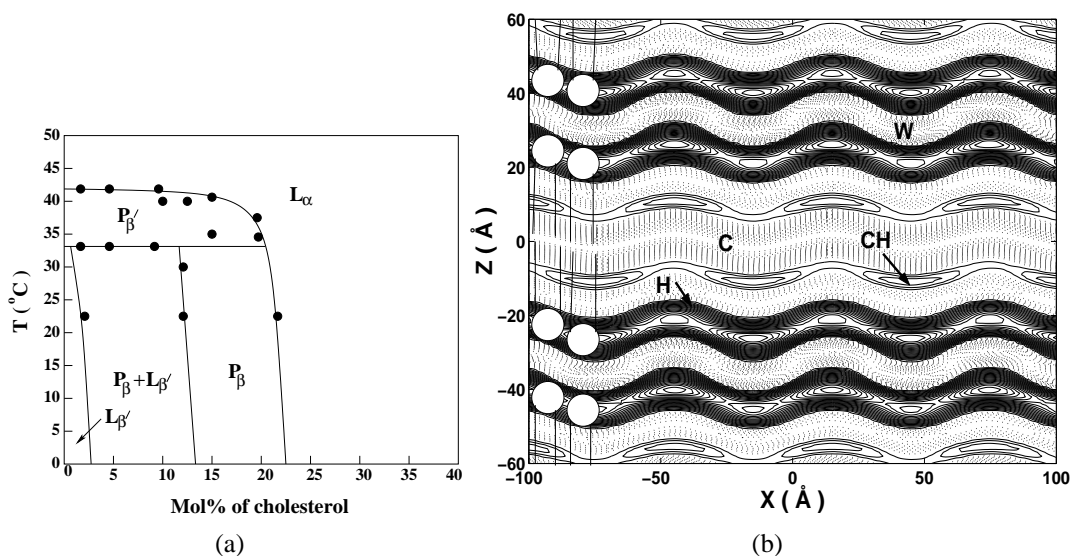 50
45
40
35
30
25
20
15
10
5
0
T ( °C )
Lα
Pβ′
Pβ+Lβ′
Pβ
Lβ′
0 5 10 15 20 25 30 35 40
Mol% of cholesterol
(a)
60
40
20
0
−20
−40
−60
Z ( Å )
W
C
CH
H
−100 −50 0 50 100
X ( Å )
(b)